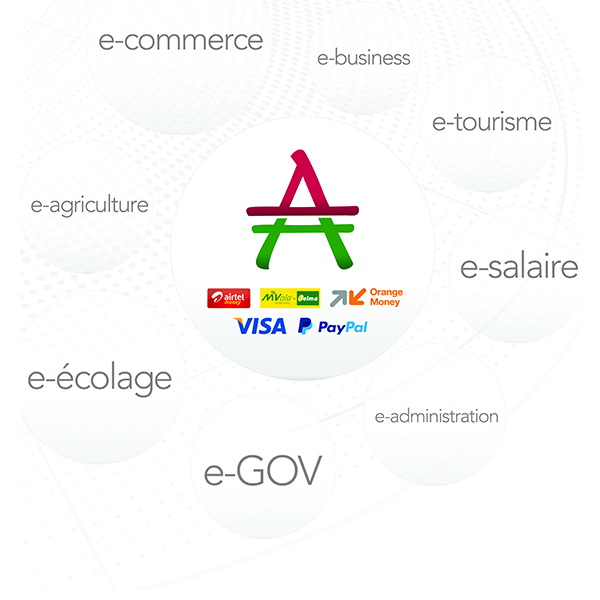 e-commerce
e-business
e-tourisme
e-agriculture
e-salaire
airtel
money
MVola
Telma
Orange
Money
VISA
PayPal
e-écolage
e-administration
e-GOV